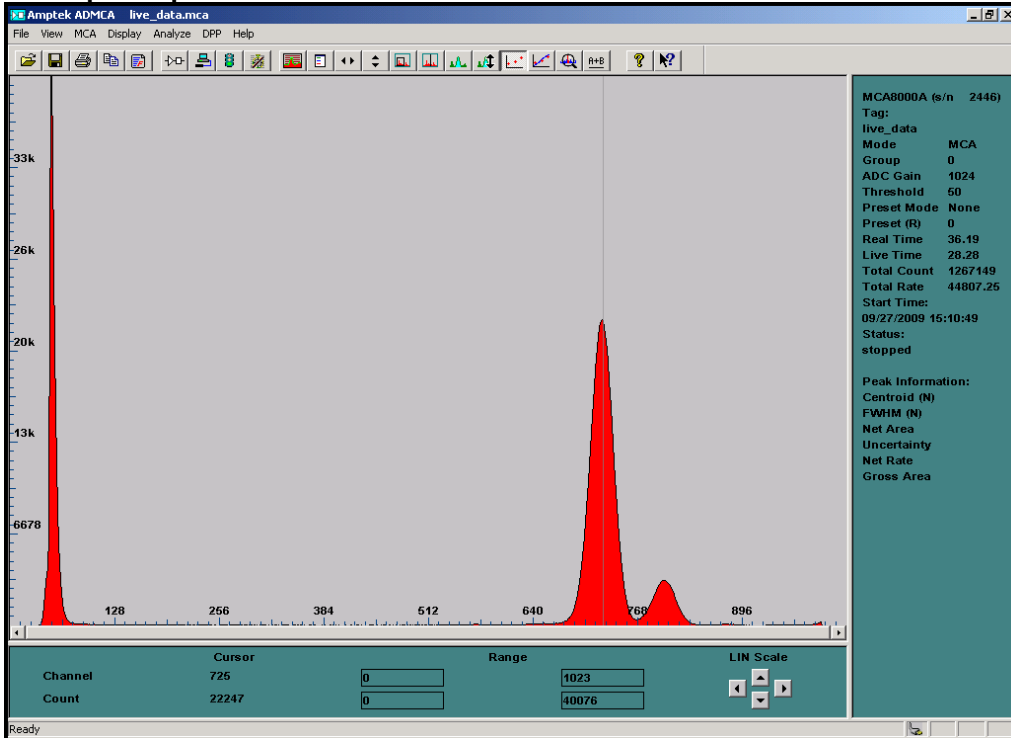 Amptek ADMCA live_data.mca
File View MCA Display Analyze DPP Help
A+B
33k
26k
20k
13k
6678
128 256 384 512 640 768 896
MCA8000A (s/n 2446)
Tag:
live_data
Mode MCA
Group 0
ADC Gain 1024
Threshold 50
Preset Mode None
Preset (R) 0
Real Time 36.19
Live Time 28.28
Total Count 1267149
Total Rate 44807.25
Start Time:
09/27/2009 15:10:49
Status:
stopped
Peak Information:
Centroid (N)
FWHM (N)
Net Area
Uncertainty
Net Rate
Gross Area
Cursor Range LIN Scale
Channel 725 0 1023
Count 22247 0 40076
Ready